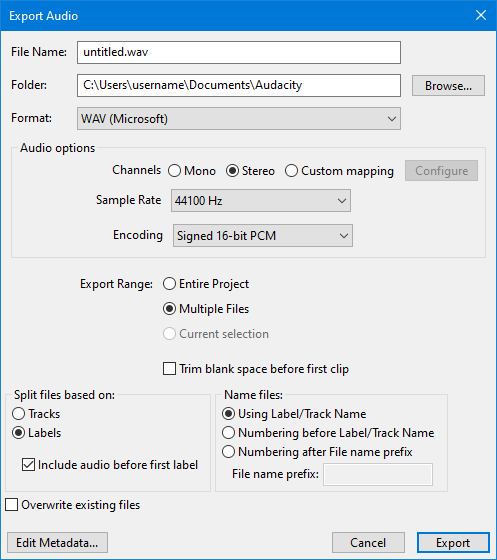 Export Audio
File Name: untitled.wav
Folder: C:\Users\username\Documents\Audacity Browse...
Format: WAV (Microsoft)
Audio options
Channels Mono Stereo Custom mapping Configure
Sample Rate 44100 Hz
Encoding Signed 16-bit PCM
Export Range: Entire Project
Multiple Files
Current selection
Trim blank space before first clip
Split files based on:
Tracks
Labels
Include audio before first label
Name files:
Using Label/Track Name
Numbering before Label/Track Name
Numbering after File name prefix
File name prefix:
Overwrite existing files
Edit Metadata... Cancel Export